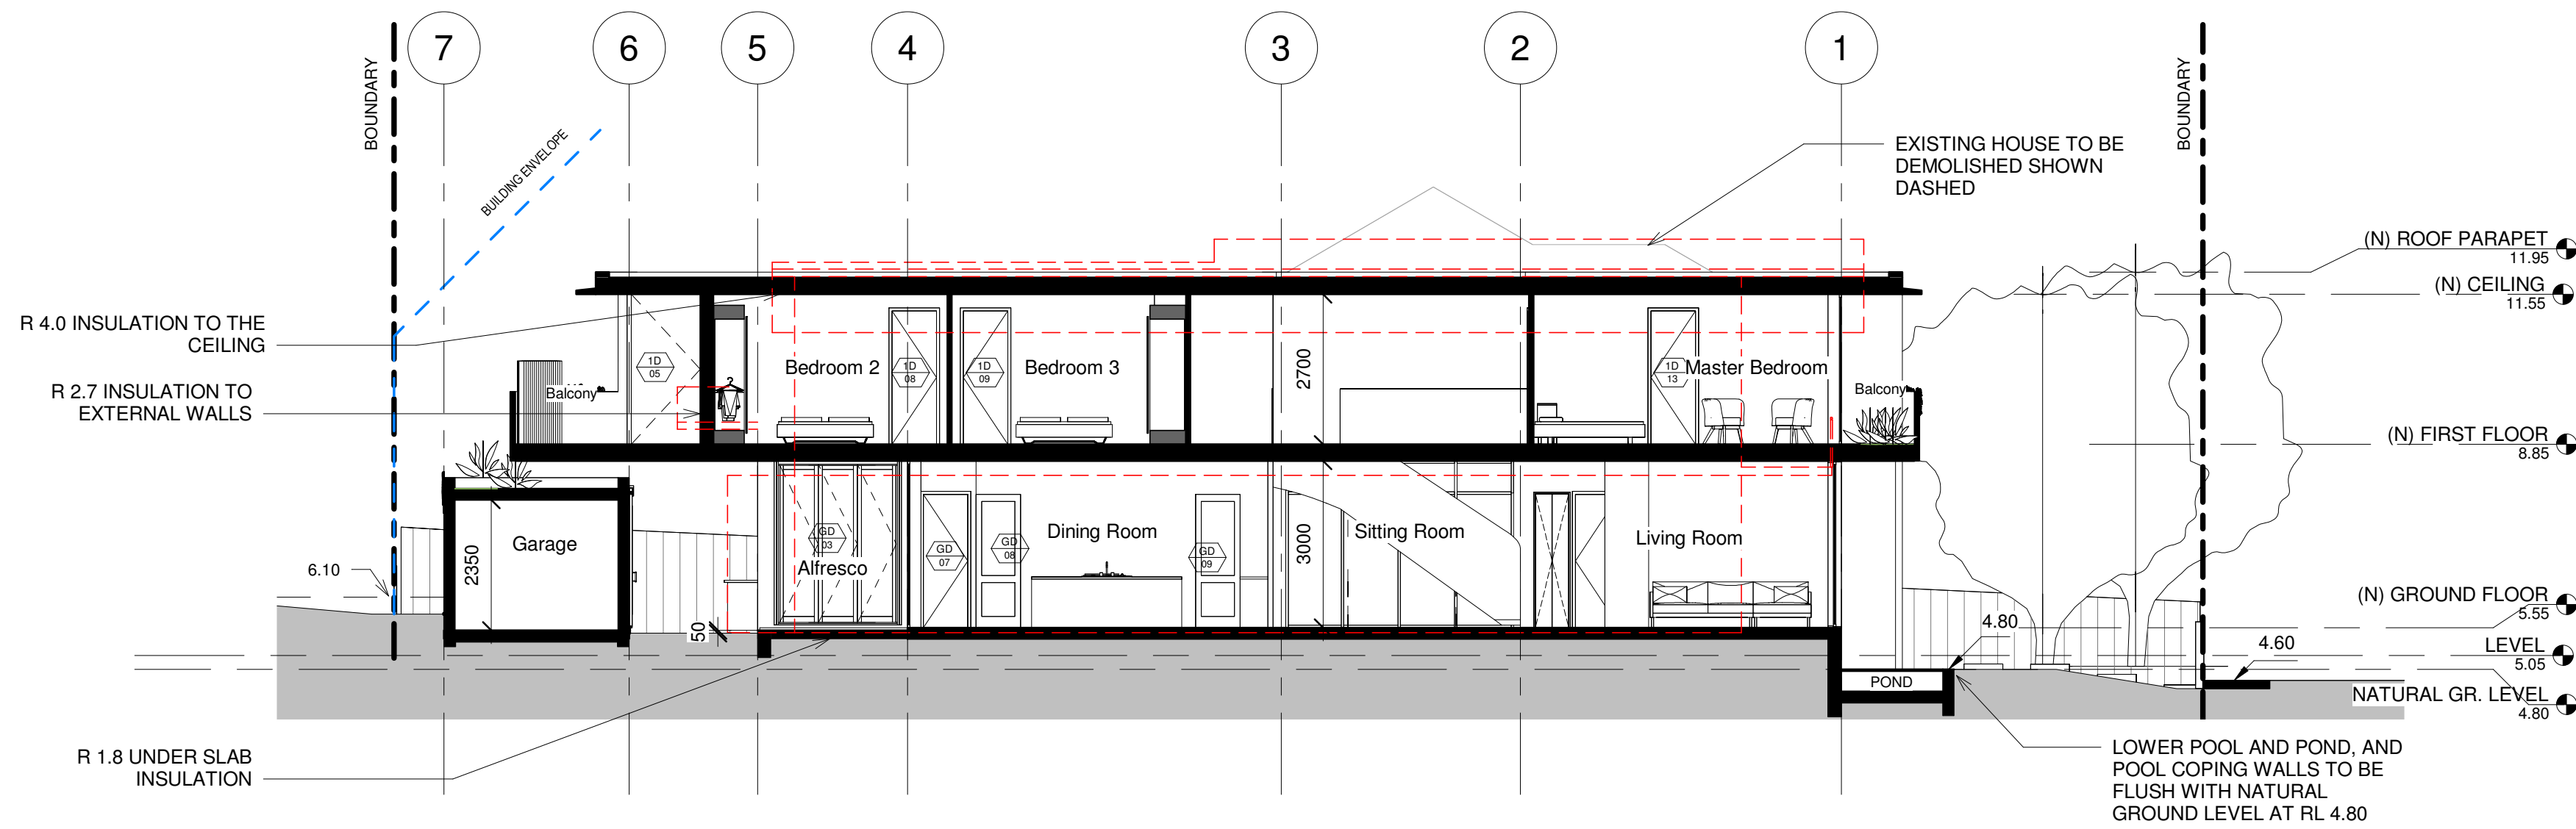 7
6
5
4
3
2
1
BOUNDARY
BOUNDARY
BUILDING ENVELOPE
EXISTING HOUSE TO BE
DEMOLISHED SHOWN
DASHED
(N) ROOF PARAPET
11.95
(N) CEILING
11.55
R 4.0 INSULATION TO THE
CEILING
R 2.7 INSULATION TO
EXTERNAL WALLS
Balcony
1D
05
Bedroom 2
1D
08
1D
09
Bedroom 3
2700
1D
13
Master Bedroom
Balcony
(N) FIRST FLOOR
8.85
6.10
2350
Garage
50
GD
03
Alfresco
GD
07
GD
08
Dining Room
GD
09
3000
Sitting Room
Living Room
(N) GROUND FLOOR
5.55
4.80
4.60
LEVEL
5.05
POND
NATURAL GR. LEVEL
4.80
R 1.8 UNDER SLAB
INSULATION
LOWER POOL AND POND, AND
POOL COPING WALLS TO BE
FLUSH WITH NATURAL
GROUND LEVEL AT RL 4.80